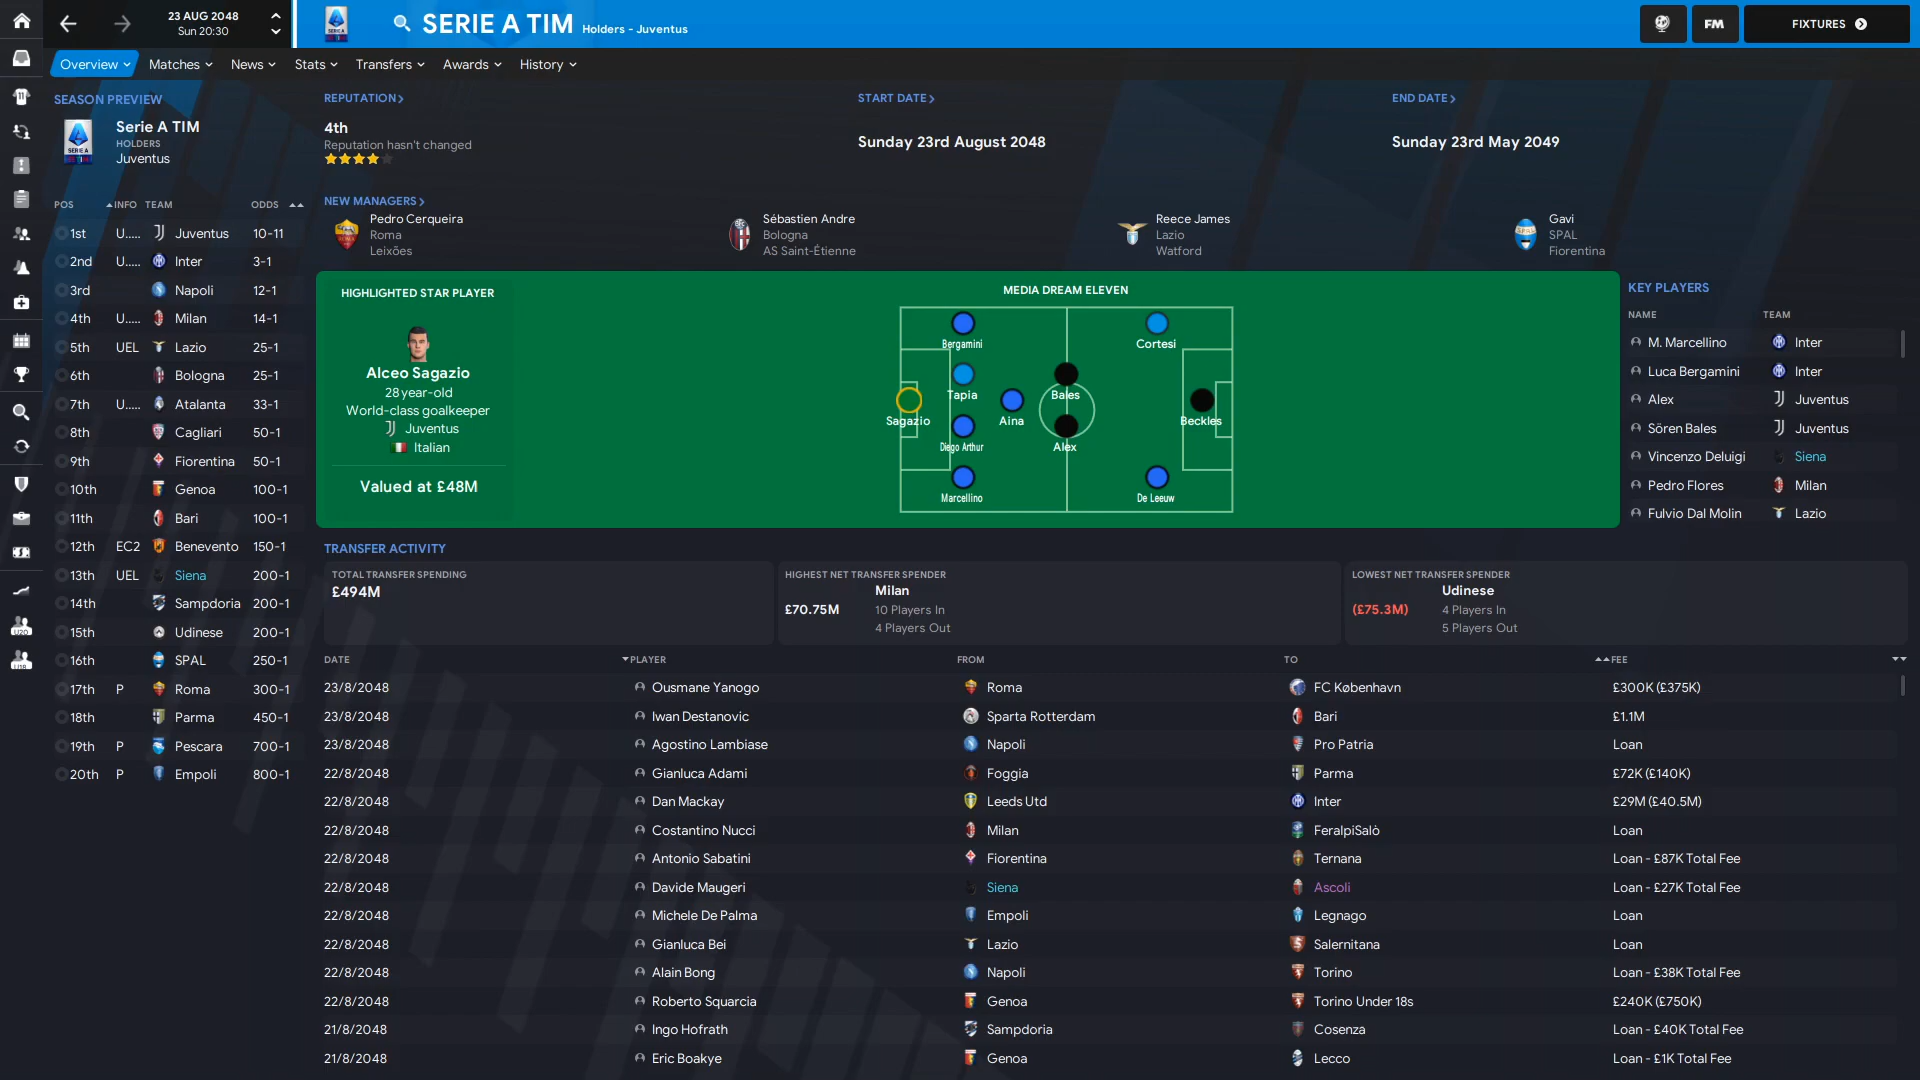 23 AUG 2048
Sun 20:30
SERIE A TIM
Holders - Juventus
FM
FIXTURES
Overview
Matches
News
Stats
Transfers
Awards
History
SEASON PREVIEW
Serie A TIM
HOLDERS
Juventus
POS INFO TEAM ODDS
1st U..... Juventus 10-11
2nd U..... Inter 3-1
3rd Napoli 12-1
4th U..... Milan 14-1
5th UEL Lazio 25-1
6th Bologna 25-1
7th U..... Atalanta 33-1
8th Cagliari 50-1
9th Fiorentina 50-1
10th Genoa 100-1
11th Bari 100-1
12th EC2 Benevento 150-1
13th UEL Siena 200-1
14th Sampdoria 200-1
15th Udinese 200-1
16th SPAL 250-1
17th P Roma 300-1
18th Parma 450-1
19th P Pescara 700-1
20th P Empoli 800-1
REPUTATION
4th
Reputation hasn't changed
START DATE
Sunday 23rd August 2048
END DATE
Sunday 23rd May 2049
NEW MANAGERS
Pedro Cerqueira
Roma
Leixões
Sébastien Andre
Bologna
AS Saint-Étienne
Reece James
Lazio
Watford
Gavi
SPAL
Fiorentina
HIGHLIGHTED STAR PLAYER
Alceo Sagazio
28 year-old
World-class goalkeeper
Juventus
Italian
Valued at £48M
MEDIA DREAM ELEVEN
Bergamini
Cortesi
Tapia
Bales
Sagazio
Aina
Beckles
Diego Arthur
Alex
Marcellino
De Leeuw
KEY PLAYERS
NAME TEAM
M. Marcellino Inter
Luca Bergamini Inter
Alex Juventus
Sören Bales Juventus
Vincenzo Deluigi Siena
Pedro Flores Milan
Fulvio Dal Molin Lazio
TRANSFER ACTIVITY
TOTAL TRANSFER SPENDING
£494M
HIGHEST NET TRANSFER SPENDER
Milan
£70.75M
10 Players In
4 Players Out
LOWEST NET TRANSFER SPENDER
Udinese
(£75.3M)
4 Players In
5 Players Out
DATE PLAYER FROM TO FEE
23/8/2048 Ousmane Yanogo Roma FC København £300K (£375K)
23/8/2048 Iwan Destanovic Sparta Rotterdam Bari £1.1M
23/8/2048 Agostino Lambiase Napoli Pro Patria Loan
22/8/2048 Gianluca Adami Foggia Parma £72K (£140K)
22/8/2048 Dan Mackay Leeds Utd Inter £29M (£40.5M)
22/8/2048 Costantino Nucci Milan FeralpiSalò Loan
22/8/2048 Antonio Sabatini Fiorentina Ternana Loan - £87K Total Fee
22/8/2048 Davide Maugeri Siena Ascoli Loan - £27K Total Fee
22/8/2048 Michele De Palma Empoli Legnago Loan
22/8/2048 Gianluca Bei Lazio Salernitana Loan
22/8/2048 Alain Bong Napoli Torino Loan - £38K Total Fee
22/8/2048 Roberto Squarcia Genoa Torino Under 18s £240K (£750K)
21/8/2048 Ingo Hofrath Sampdoria Cosenza Loan - £40K Total Fee
21/8/2048 Eric Boakye Genoa Lecco Loan - £1K Total Fee